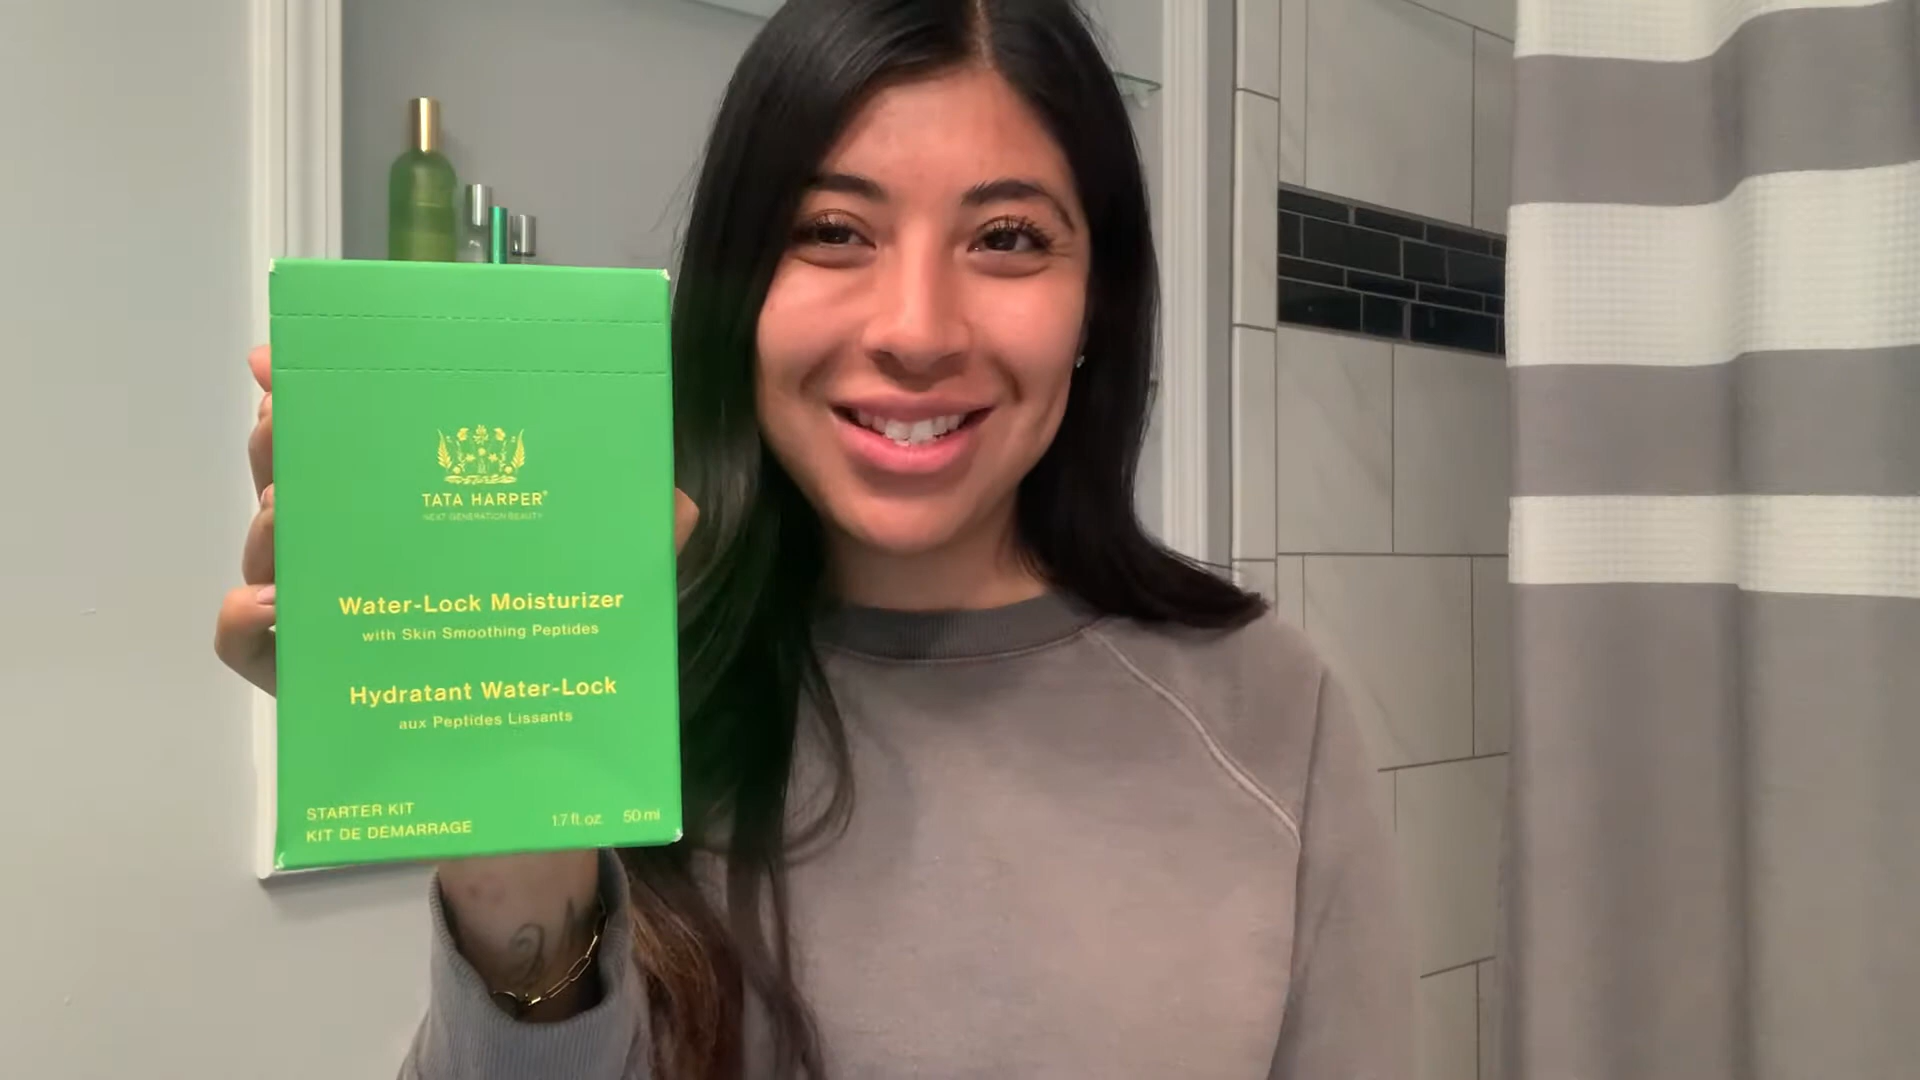 TATA HARPER®
NEXT GENERATION BEAUTY
Water-Lock Moisturizer
with Skin Smoothing Peptides
Hydratant Water-Lock
aux Peptides Lissants
STARTER KIT
KIT DE DÉMARRAGE
1.7 fl. oz. 50 ml